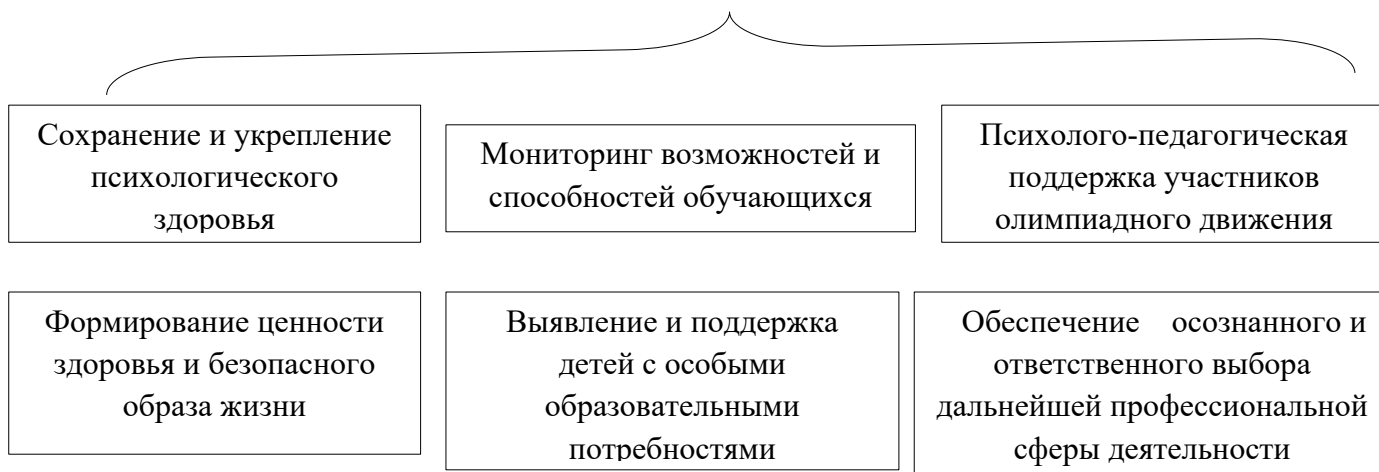 Сохранение и укрепление
психологического
здоровья
Мониторинг возможностей и
способностей обучающихся
Психолого-педагогическая
поддержка участников
олимпиадного движения
Формирование ценности
здоровья и безопасного
образа жизни
Выявление и поддержка
детей с особыми
образовательными
потребностями
Обеспечение осознанного и
ответственного выбора
дальнейшей профессиональной
сферы деятельности